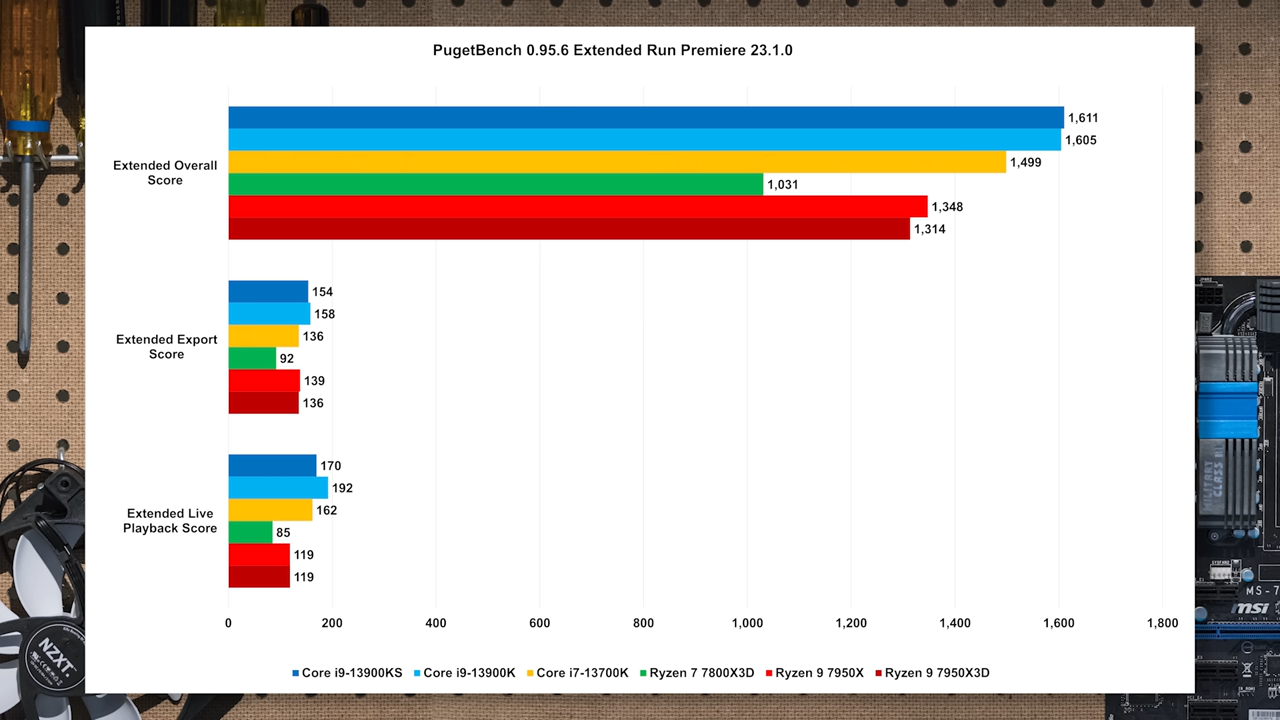 PugetBench 0.95.6 Extended Run Premiere 23.1.0
Extended Overall
Score
1,611
1,605
1,499
1,031
1,348
1,314
Extended Export
Score
154
158
136
92
139
136
Extended Live
Playback Score
170
192
162
85
119
119
0 200 400 600 800 1,000 1,200 1,400 1,600 1,800
Core i9-13900KS Core i9-13900K Core i7-13700K Ryzen 7 7800X3D Ryzen 9 7950X Ryzen 9 7950X3D
NZXT
MILITARY
CLASS
MS-7
msi